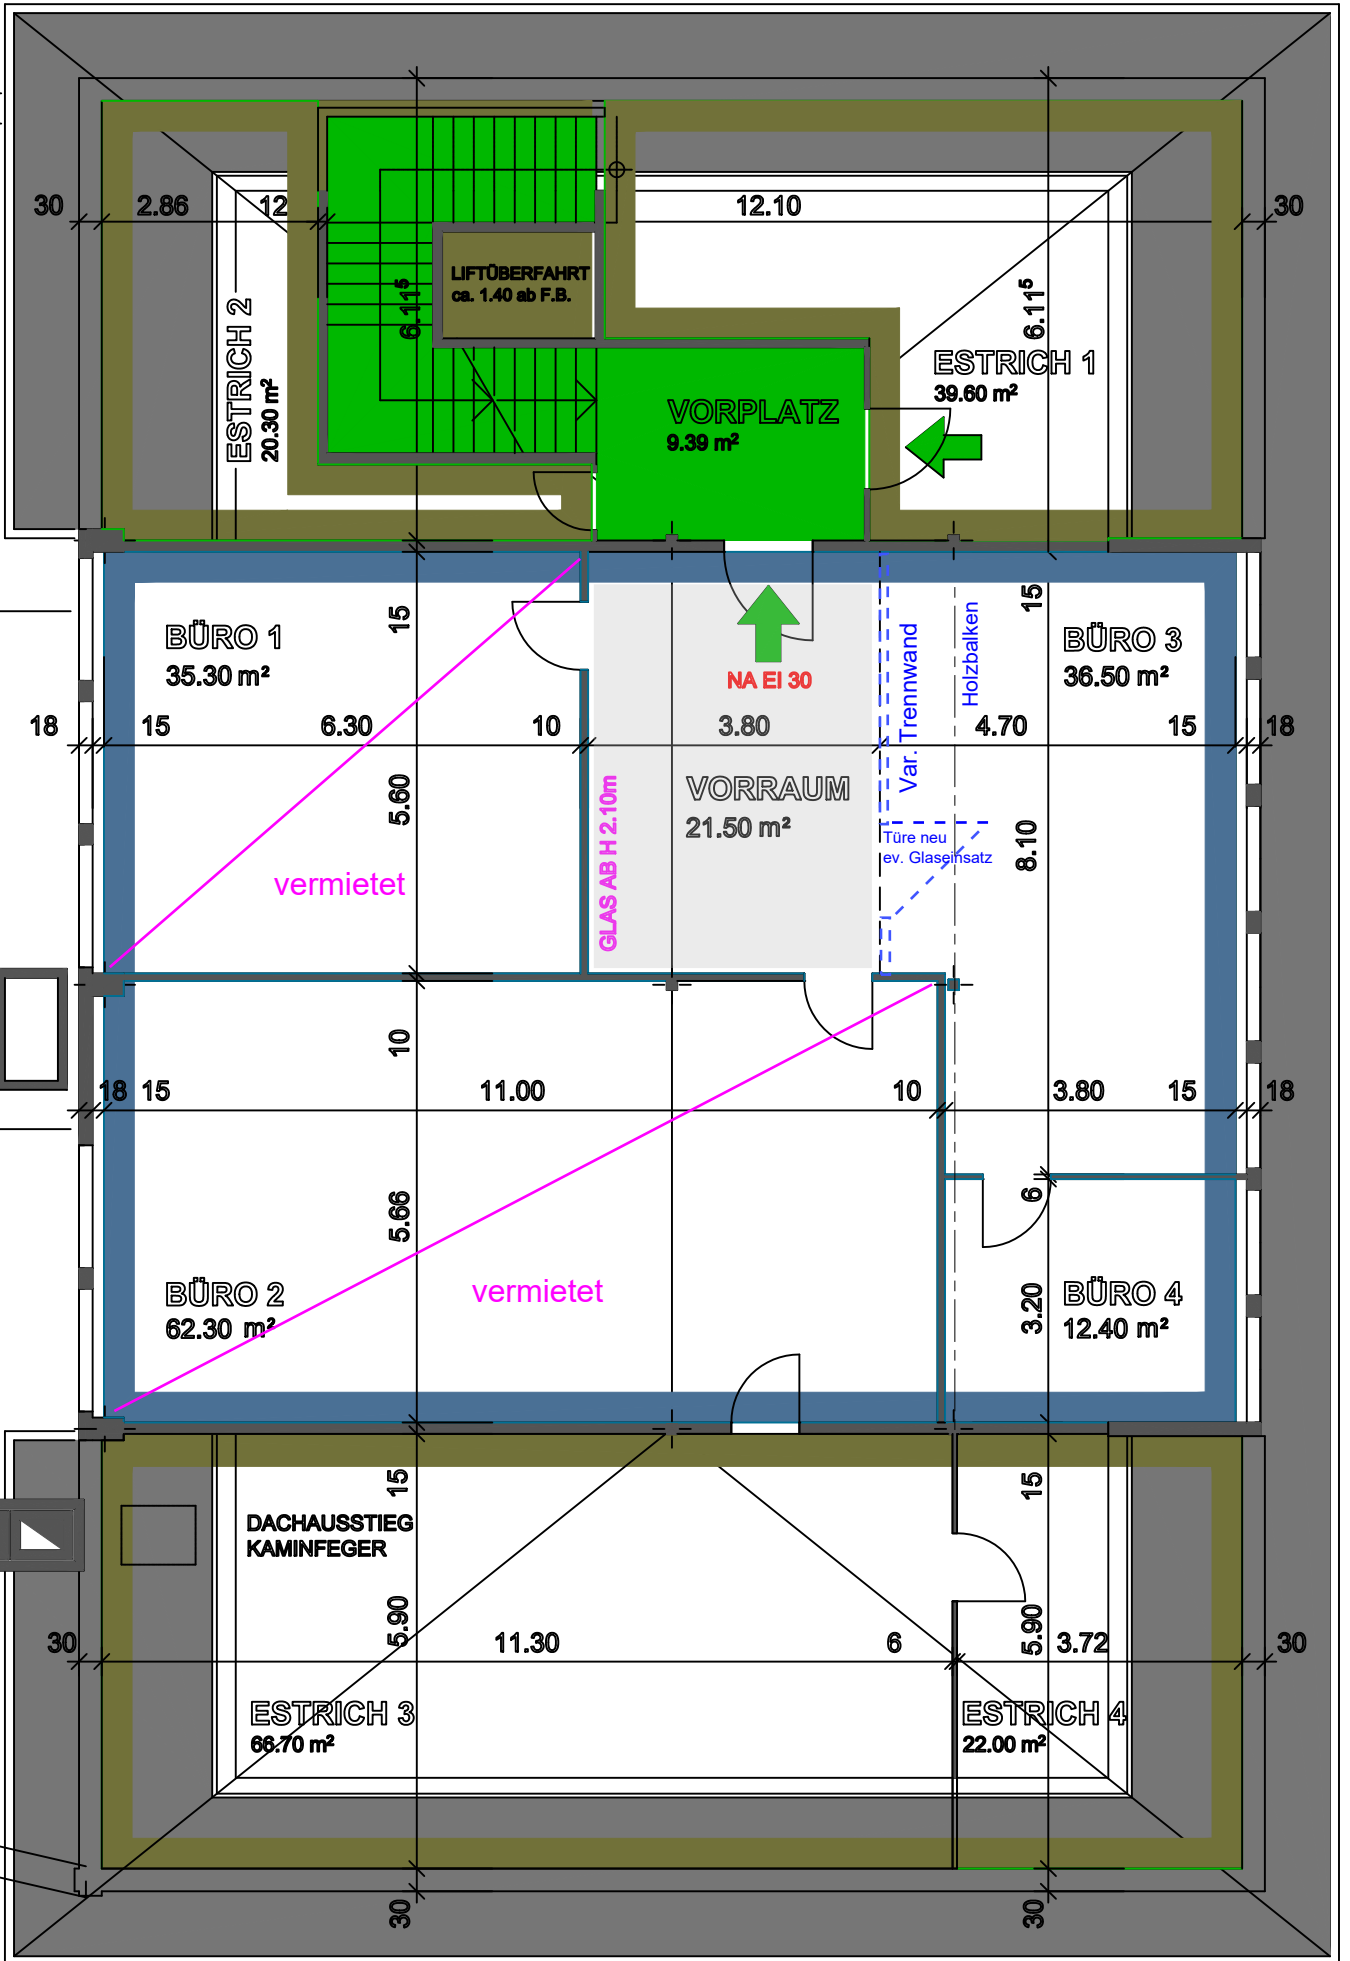 30
2.86
12
12.10
30
LIFTÜBERFAHRT
ca. 1.40 ab F.B.
6.11⁵
6.11⁵
ESTRICH 2
20.30 m²
ESTRICH 1
39.60 m²
VORPLATZ
9.39 m²
BÜRO 1
35.30 m²
15
NA EI 30
Var. Trennwand
Holzbalken
15
BÜRO 3
36.50 m²
18
15
6.30
10
3.80
4.70
15
18
5.60
GLAS AB H 2.10m
VORRAUM
21.50 m²
Türe neu
ev. Glaseinsatz
8.10
vermietet
10
18
15
11.00
10
3.80
15
18
5.66
6
BÜRO 2
62.30 m²
vermietet
3.20
BÜRO 4
12.40 m²
15
15
DACHAUSSTIEG
KAMINFEGER
5.90
5.90
30
11.30
6
3.72
30
ESTRICH 3
66.70 m²
ESTRICH 4
22.00 m²
30
30